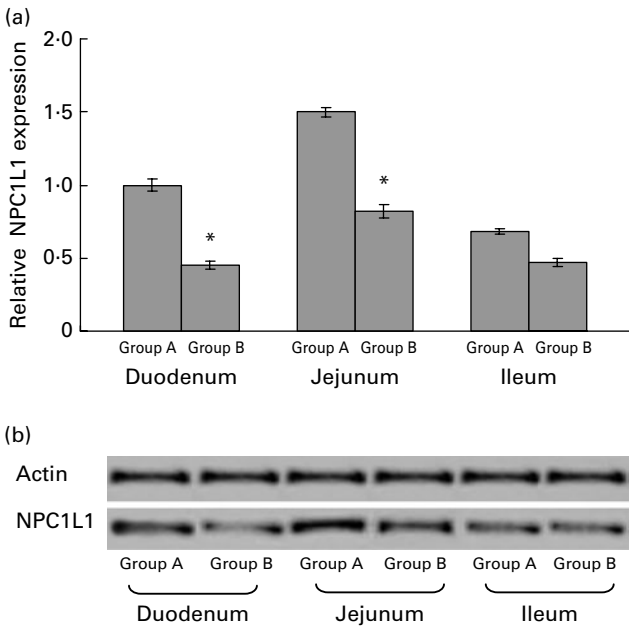 (a)
2·0
1·5
1·0
0·5
0
Relative NPC1L1 expression
*
*
Group A Group B Group A Group B Group A Group B
Duodenum Jejunum Ileum
(b)
Actin
NPC1L1
Group A Group B Group A Group B Group A Group B
Duodenum Jejunum Ileum